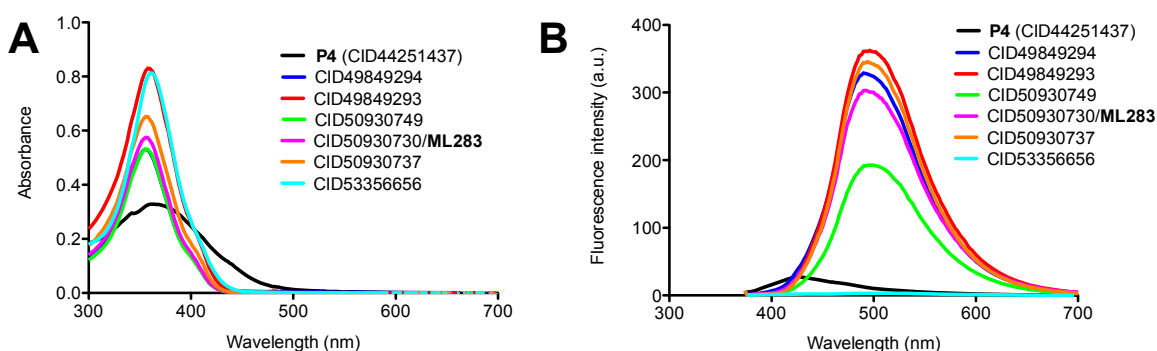 A
Absorbance
1.0
0.8
0.6
0.4
0.2
0.0
300
400
500
600
700
Wavelength (nm)
P4 (CID44251437)
CID49849294
CID49849293
CID50930749
CID50930730/ML283
CID50930737
CID53356656
B
Fluorescence intensity (a.u.)
400
300
200
100
0
300
400
500
600
700
Wavelength (nm)
P4 (CID44251437)
CID49849294
CID49849293
CID50930749
CID50930730/ML283
CID50930737
CID53356656